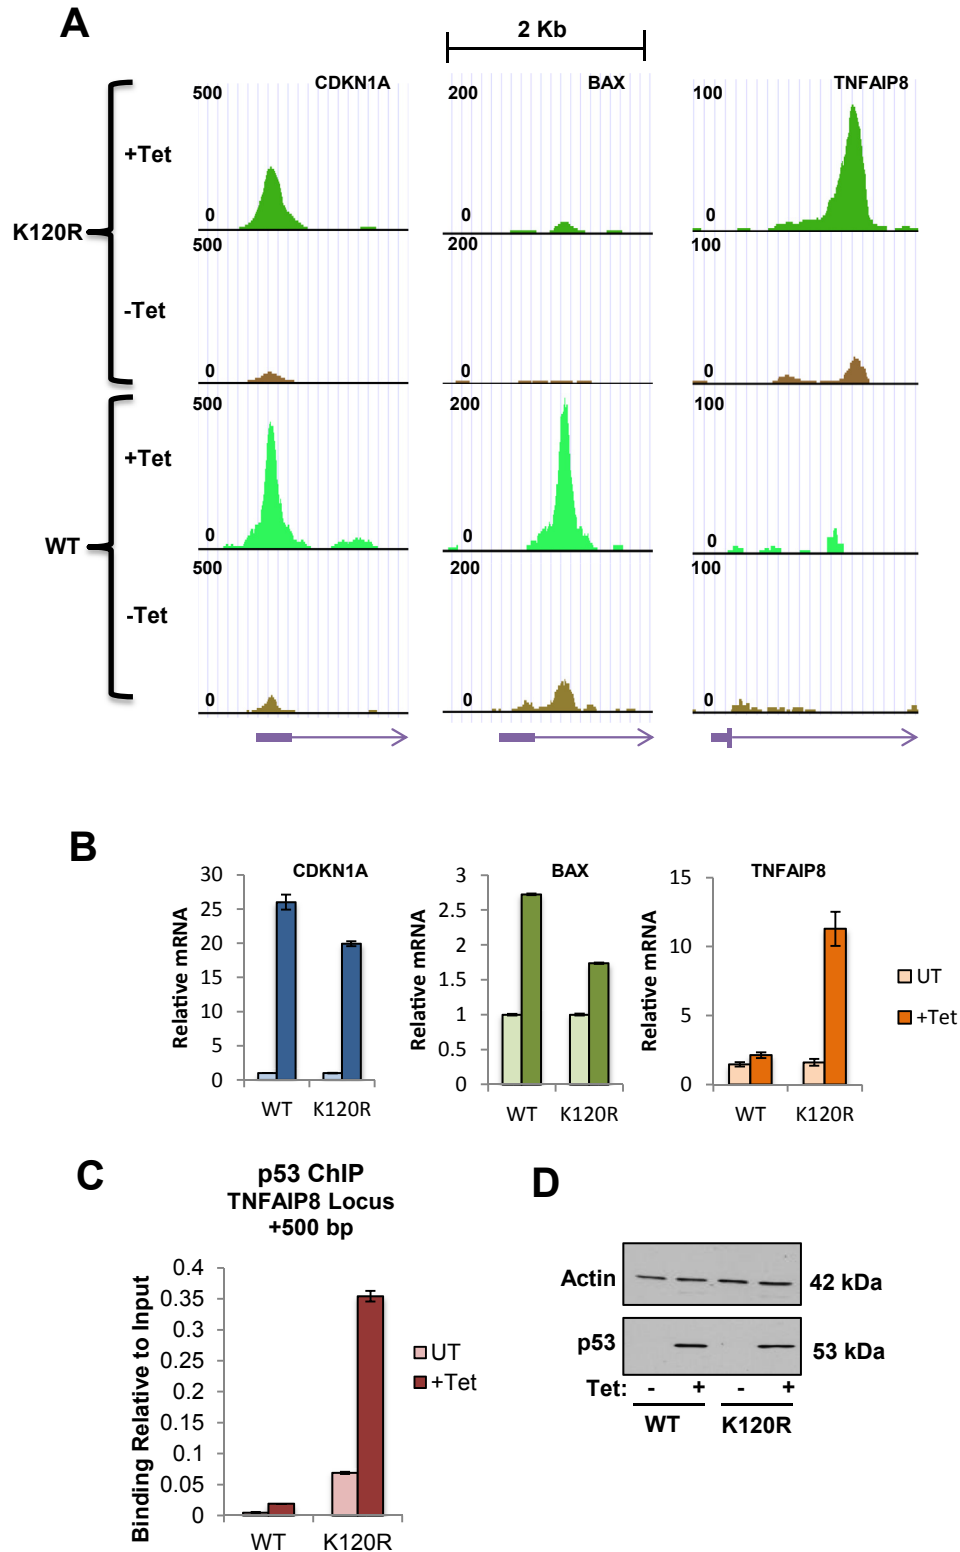 A
2 Kb
CDKN1A
BAX
TNFAIP8
500
200
100
+Tet
0
0
0
K120R
500
200
100
-Tet
0
0
0
500
200
100
+Tet
0
0
0
WT
500
200
100
-Tet
0
0
0
B
CDKN1A
Relative mRNA
30
25
20
15
10
5
0
WT K120R
BAX
Relative mRNA
3
2.5
2
1.5
1
0.5
0
WT K120R
TNFAIP8
Relative mRNA
15
10
5
0
WT K120R
UT
+Tet
C
p53 ChIP
TNFAIP8 Locus
+500 bp
Binding Relative to Input
0.4
0.35
0.3
0.25
0.2
0.15
0.1
0.05
0
WT K120R
UT
+Tet
D
Actin 42 kDa
p53 53 kDa
Tet: - + - +
WT K120R